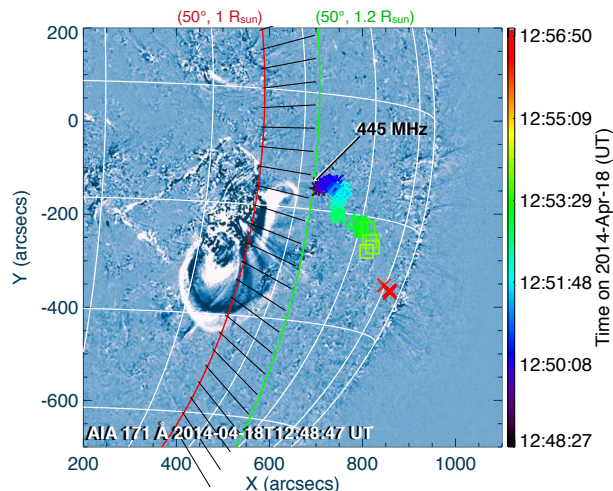 (50°, 1 Rsun) (50°, 1.2 Rsun)
200
0
-200
-400
-600
Y (arcsecs)
445 MHz
AIA 171 Å 2014-04-18T12:48:47 UT
200 400 600 800 1000
X (arcsecs)
12:56:50
12:55:09
12:53:29
12:51:48
12:50:08
12:48:27
Time on 2014-Apr-18 (UT)